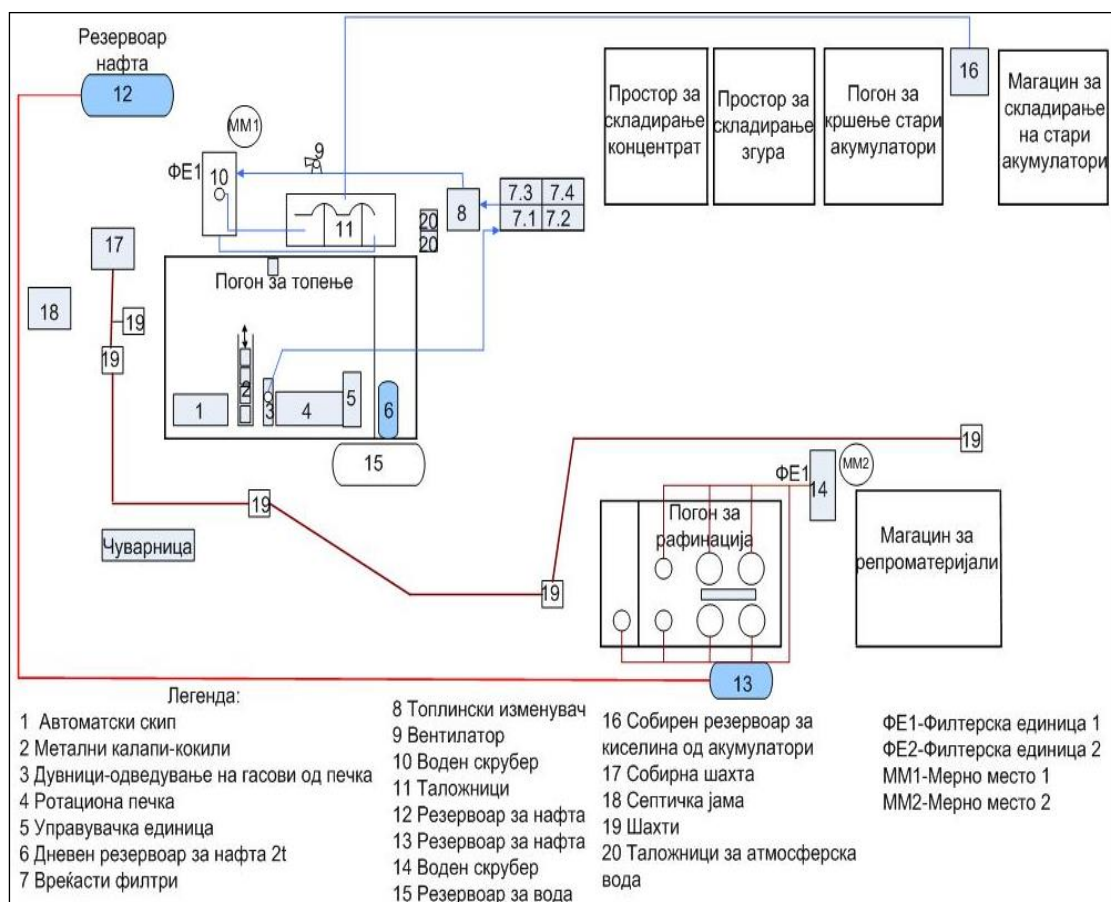 Резервоар
нафта
12
ММ1
9
ФЕ1
10
11
20
20
8
7.3
7.4
7.1
7.2
Простор за
складирање
концентрат
Простор за
складирање
згура
Погон за
кршење стари
акумулатори
16
Магацин за
складирање
на стари
акумулатори
17
18
19
19
Погон за топење
1
2
3
4
5
6
15
19
Чуварница
19
19
ФЕ1
14
ММ2
Погон за
рафинација
Магацин за
репроматеријали
13
Легенда:
1 Автоматски скип
2 Метални калапи-кокили
3 Дувници-одведување на гасови од печка
4 Ротациона печка
5 Управувачка единица
6 Дневен резервоар за нафта 2t
7 Вреќасти филтри
8 Топлински изменувач
9 Вентилатор
10 Воден скрубер
11 Таложници
12 Резервоар за нафта
13 Резервоар за нафта
14 Воден скрубер
15 Резервоар за вода
16 Собирен резервоар за
киселина од акумулатори
17 Собирна шахта
18 Септичка јама
19 Шахти
20 Таложници за атмосферска
вода
ФЕ1-Филтерска единица 1
ФЕ2-Филтерска единица 2
ММ1-Мерно место 1
ММ2-Мерно место 2